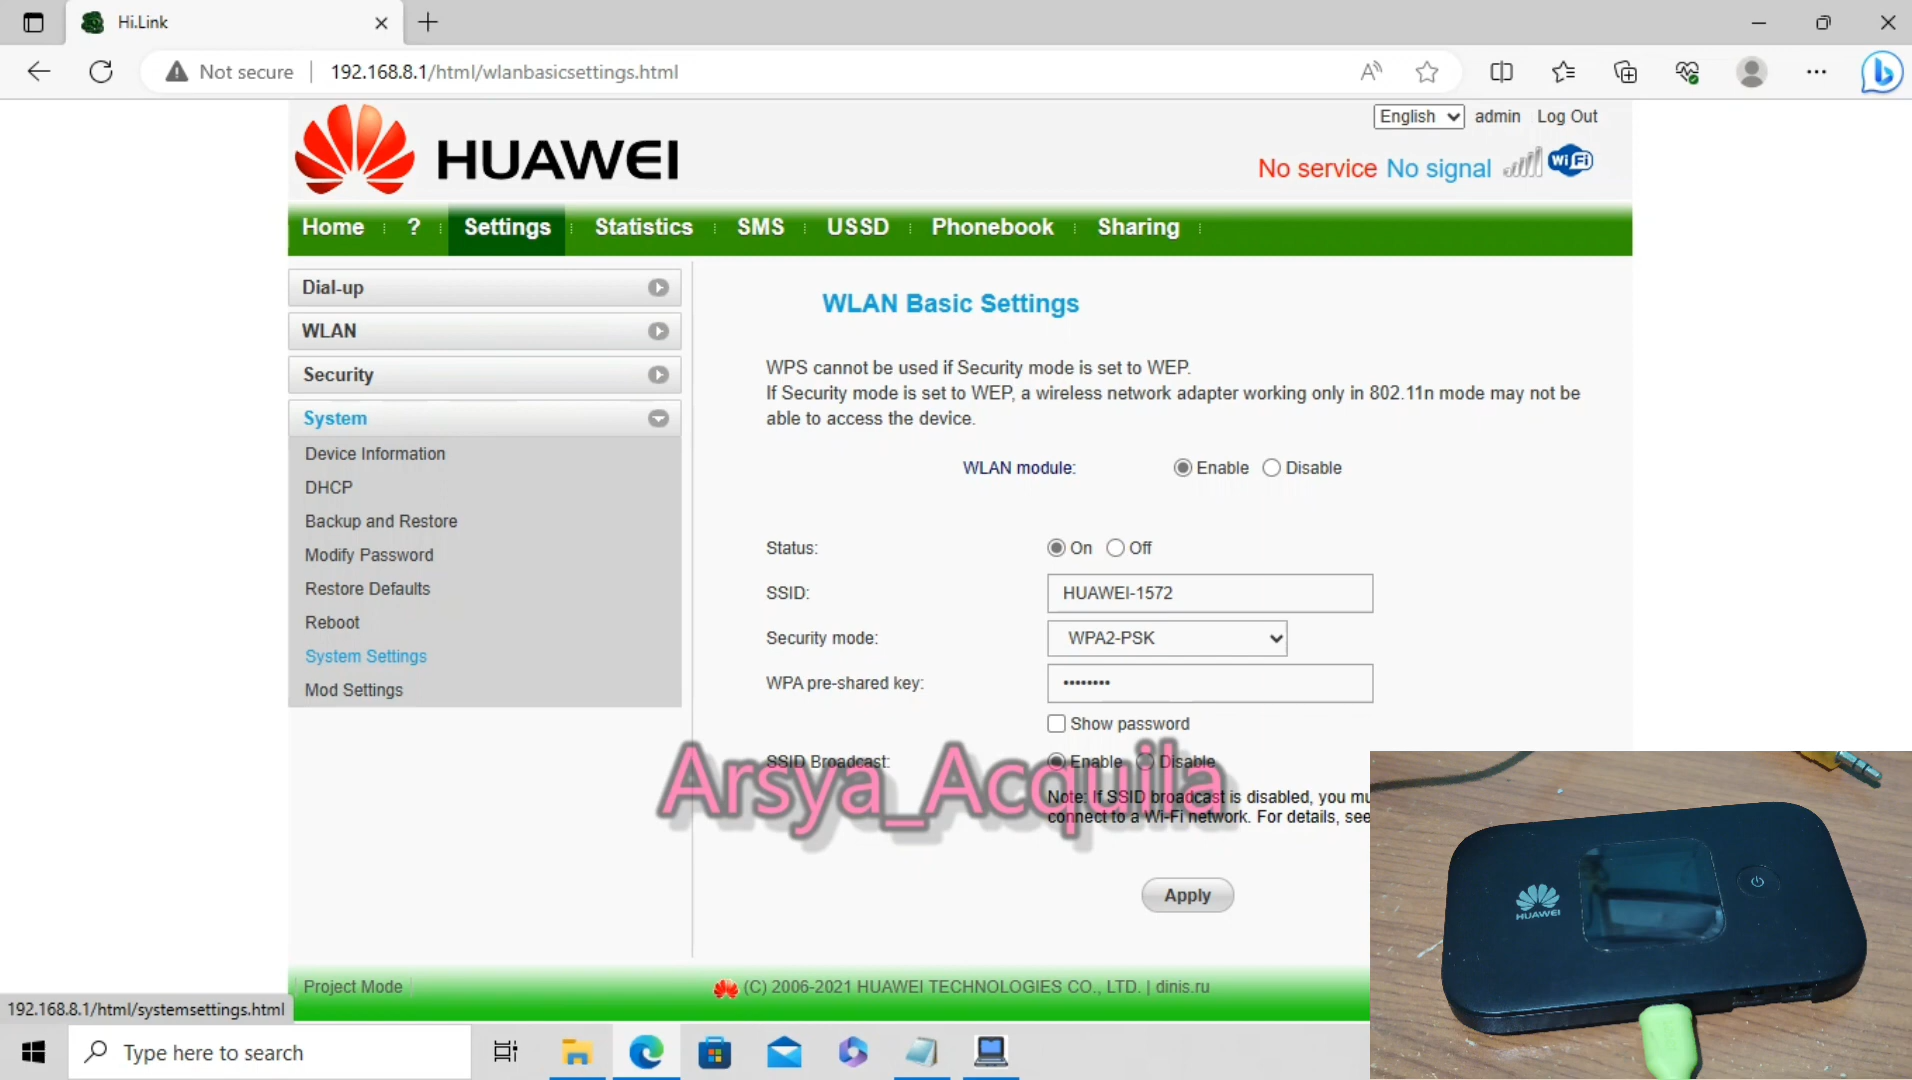 Hi.Link
Not secure
192.168.8.1/html/wlanbasicsettings.html
HUAWEI
English
admin
Log Out
No service No signal
WiFi
Home
?
Settings
Statistics
SMS
USSD
Phonebook
Sharing
Dial-up
WLAN
Security
System
Device Information
DHCP
Backup and Restore
Modify Password
Restore Defaults
Reboot
System Settings
Mod Settings
WLAN Basic Settings
WPS cannot be used if Security mode is set to WEP.
If Security mode is set to WEP, a wireless network adapter working only in 802.11n mode may not be
able to access the device.
WLAN module: Enable Disable
Status: On Off
SSID: HUAWEI-1572
Security mode: WPA2-PSK
WPA pre-shared key: ••••••••
Show password
SSID Broadcast: Enable Disable
Note: If SSID broadcast is disabled, you mu
connect to a Wi-Fi network. For details, see
Arsya_Acquila
Apply
HUAWEI
Project Mode
(C) 2006-2021 HUAWEI TECHNOLOGIES CO., LTD. | dinis.ru
192.168.8.1/html/systemsettings.html
Type here to search